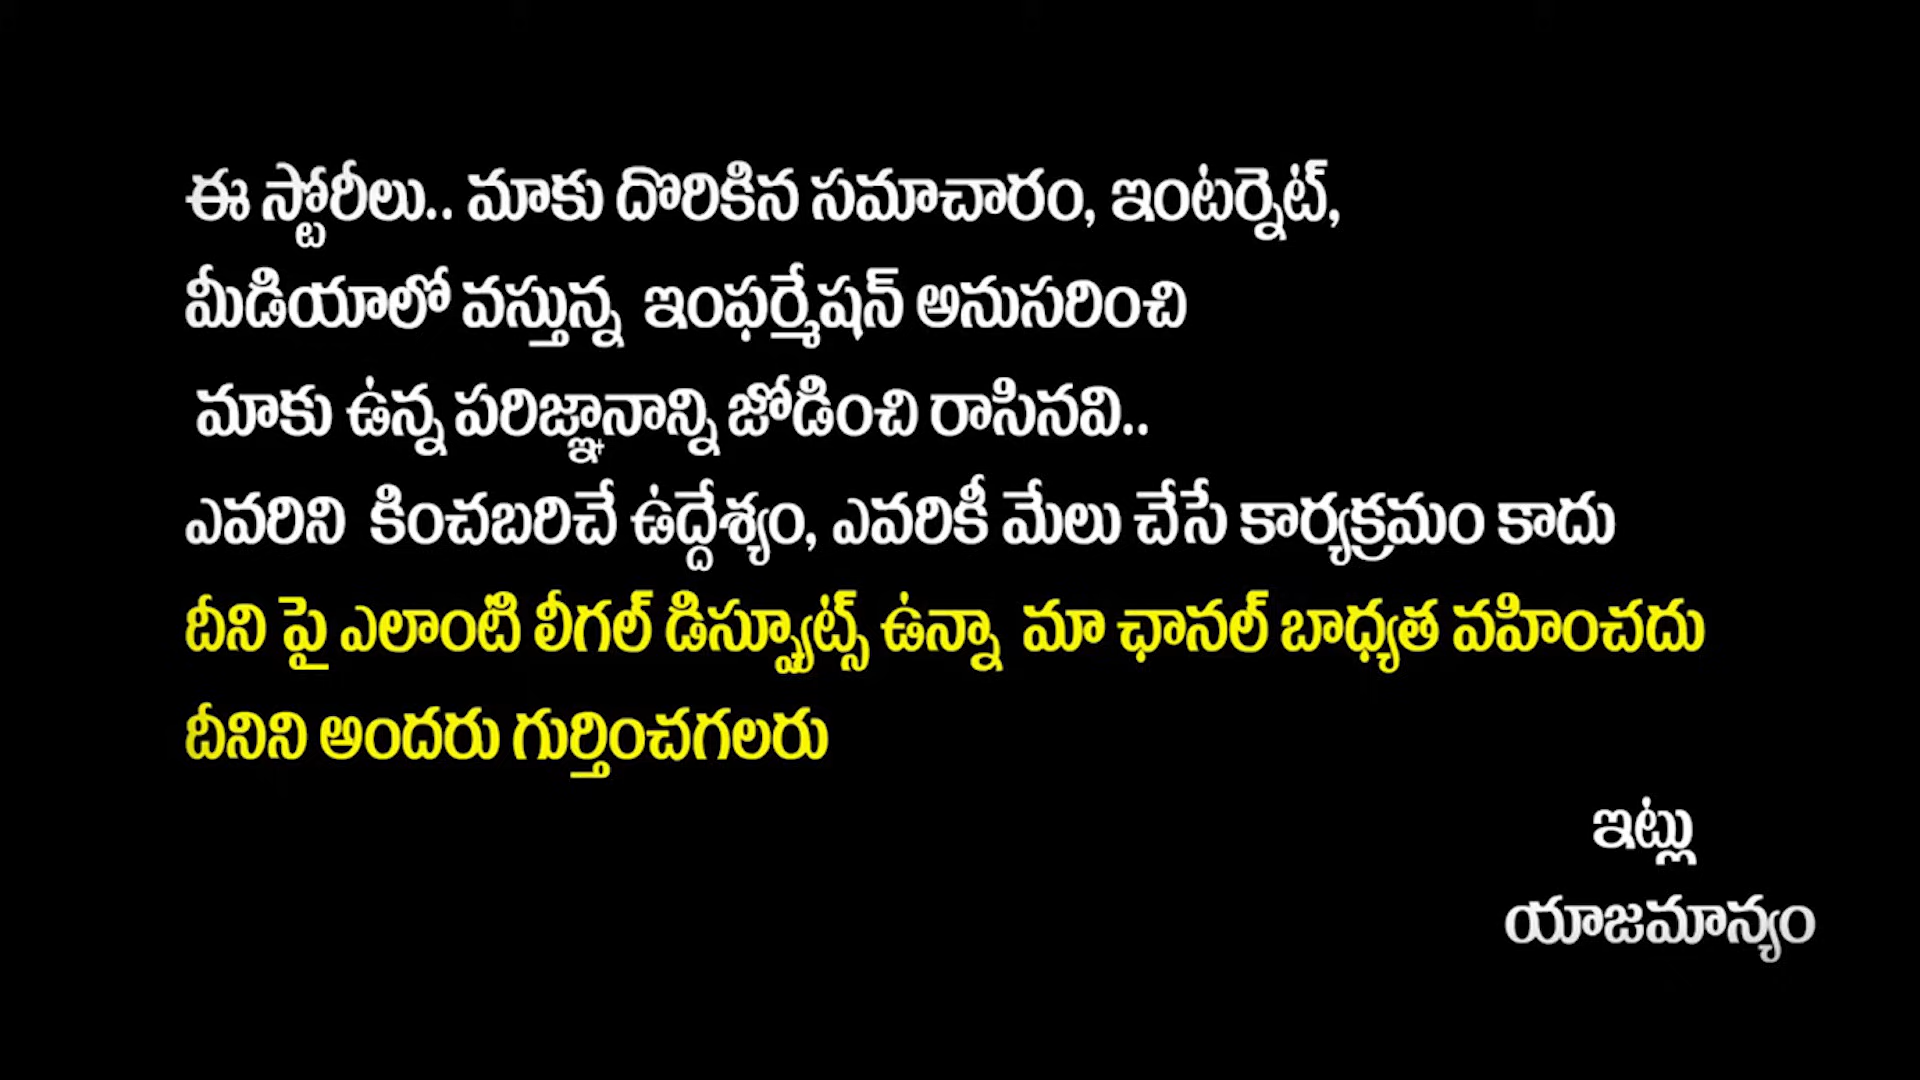 ఈ స్టోరీలు.. మాకు దొరికిన సమాచారం, ఇంటర్నెట్,
మీడియాలో వస్తున్న ఇంఫర్మేషన్ అనుసరించి
మాకు ఉన్న పరిజ్ఞానాన్ని జోడించి రాసినవి..
ఎవరిని కించబరిచే ఉద్దేశ్యం, ఎవరికీ మేలు చేసే కార్యక్రమం కాదు
దీని పై ఎలాంటి లీగల్ డిస్ప్యూట్స్ ఉన్నా మా ఛానల్ బాధ్యత వహించదు
దీనిని అందరు గుర్తించగలరు
ఇట్లు
యాజమాన్యం